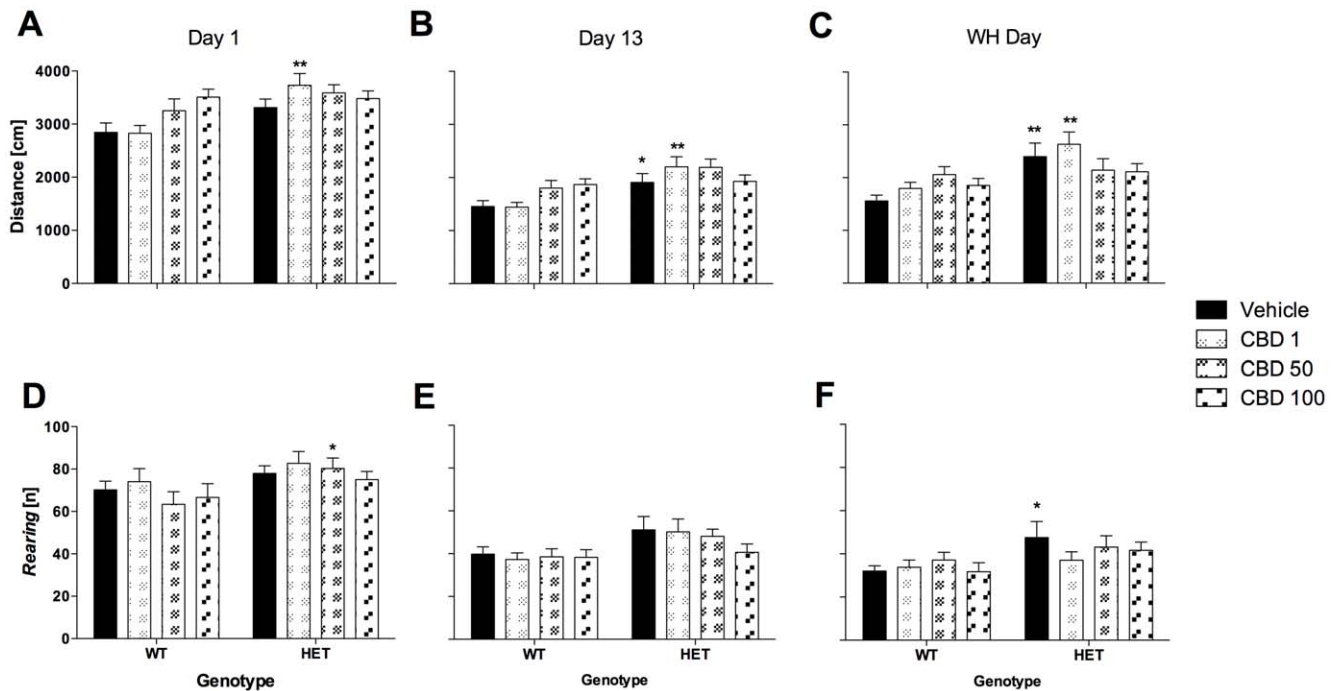 A
Day 1
B
Day 13
C
WH Day
**
4000
3000
2000
1000
0
Distance [cm]
*
**
**
**
Vehicle
CBD 1
CBD 50
CBD 100
D
E
F
100
80
60
40
20
0
Rearing [n]
*
*
WT
HET
WT
HET
WT
HET
Genotype
Genotype
Genotype